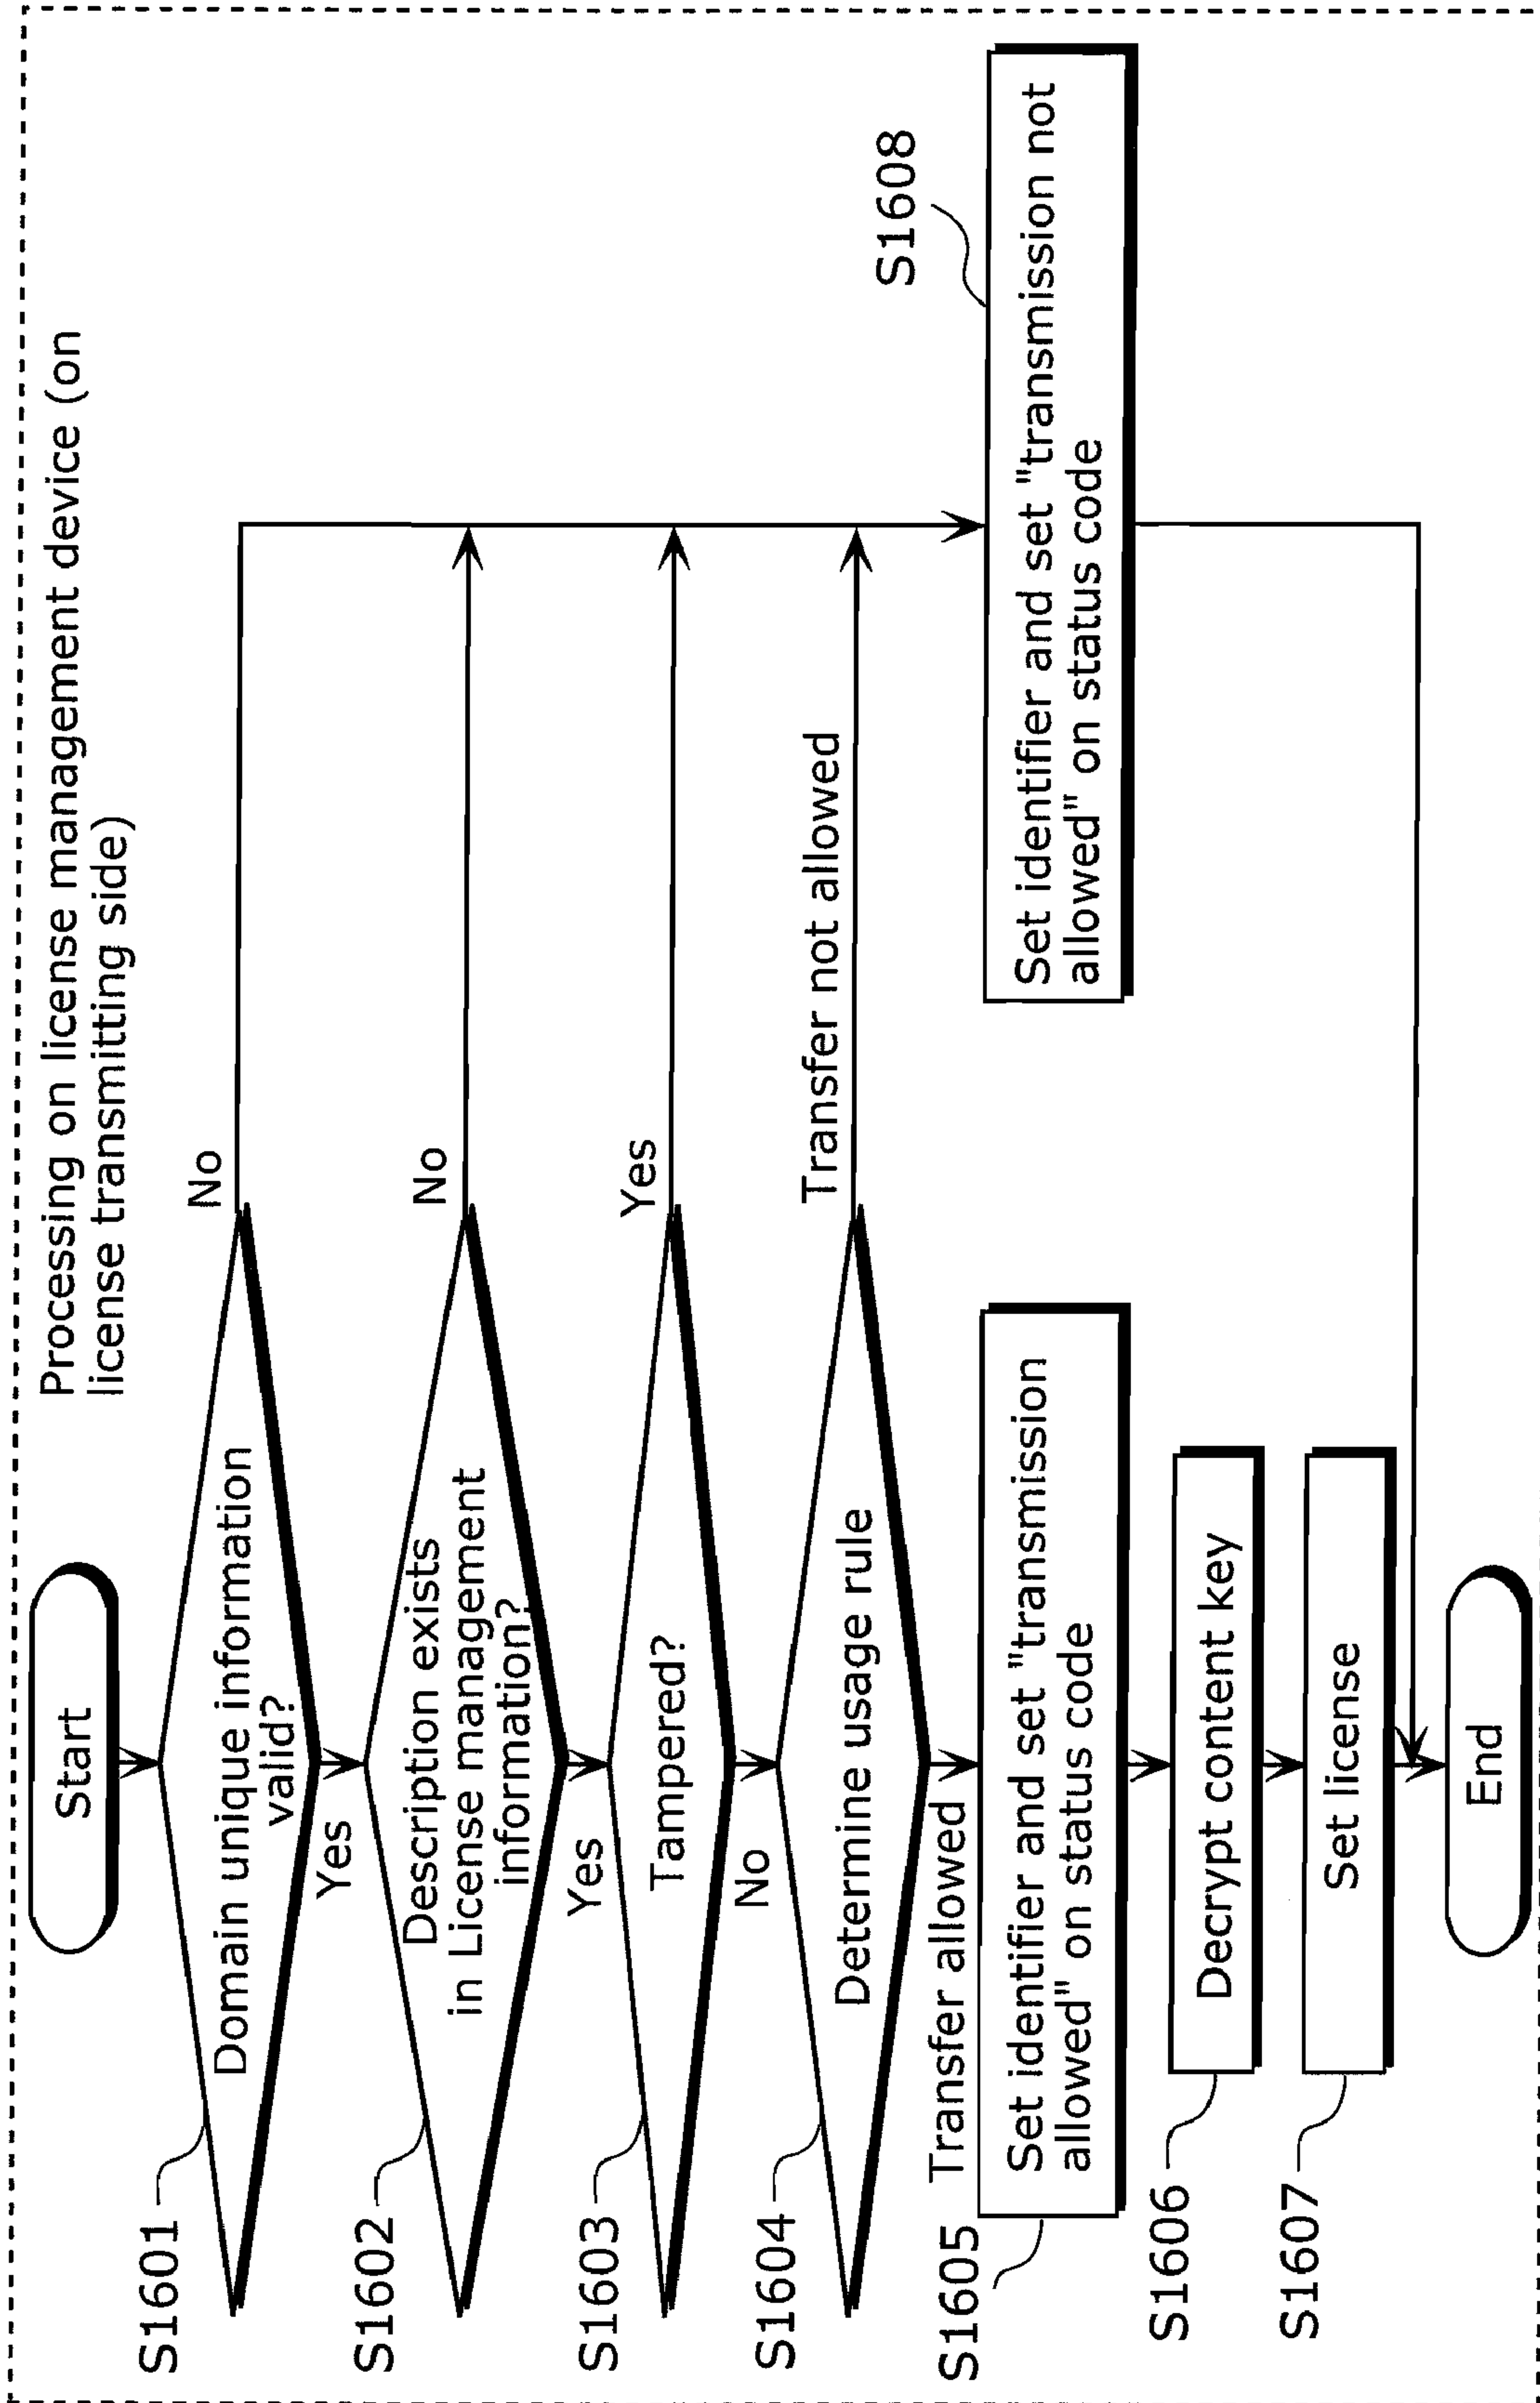 Processing on license management device (on
license transmitting side)
Start
S1601
Domain unique information
valid?
No
Yes
S1602
Description exists
in License management
information?
No
Yes
S1603
Tampered?
Yes
No
S1604
Determine usage rule
Transfer not allowed
Transfer allowed
S1605
Set identifier and set "transmission
allowed" on status code
S1608
Set identifier and set "transmission not
allowed" on status code
S1606
Decrypt content key
S1607
Set license
End